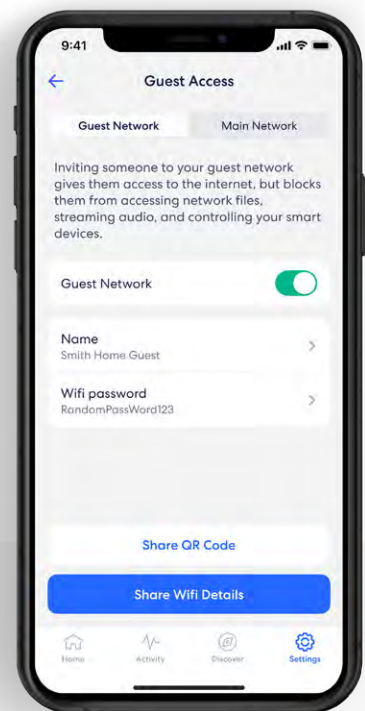 9:41
Guest Access
Guest Network
Main Network
Inviting someone to your guest network
gives them access to the internet, but blocks
them from accessing network files,
streaming audio, and controlling your smart
devices.
Guest Network
Name
Smith Home Guest
Wifi password
RandomPassWord123
Share QR Code
Share Wifi Details
Home
Activity
Discover
Settings